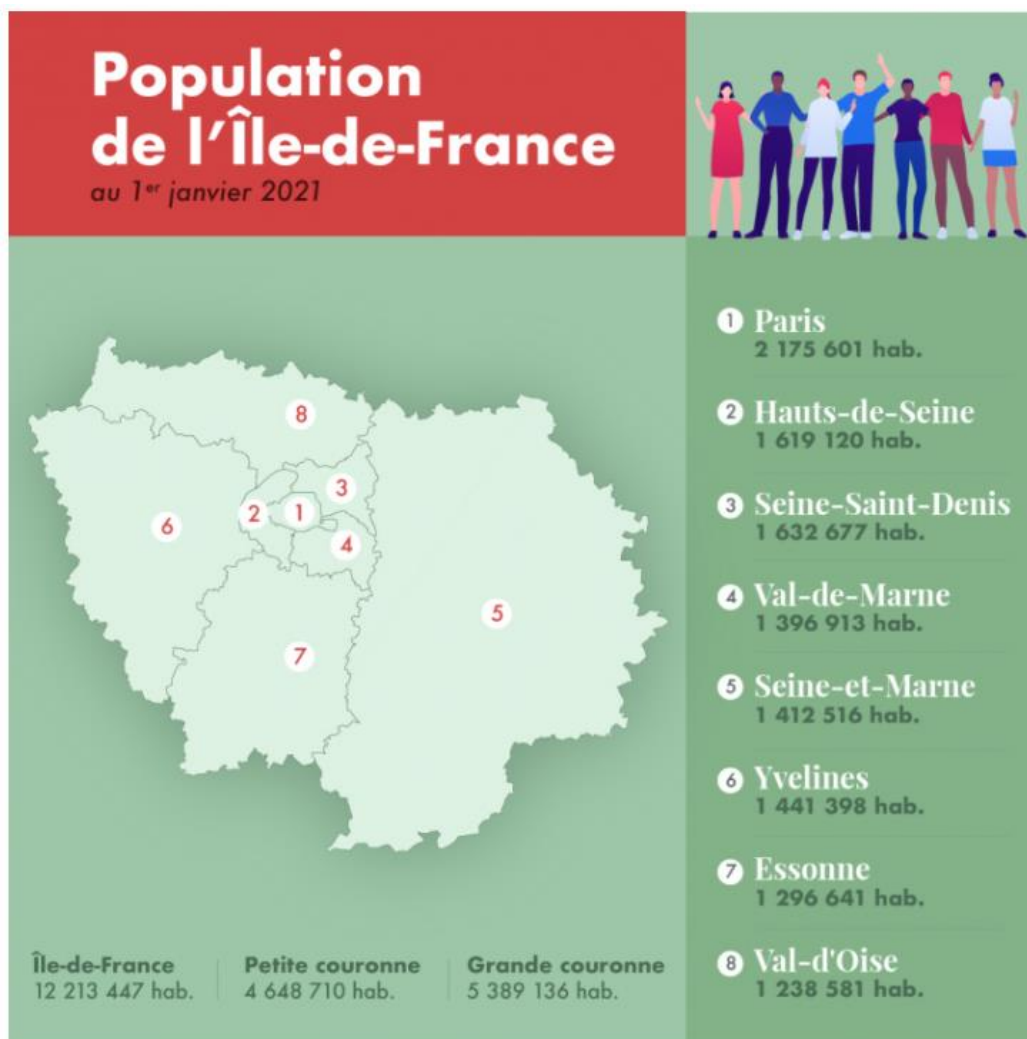 Population
de l'Île-de-France
au 1er janvier 2021
8
3
2
1
6
4
5
7
Île-de-France
12 213 447 hab.
Petite couronne
4 648 710 hab.
Grande couronne
5 389 136 hab.
1 Paris
2 175 601 hab.
2 Hauts-de-Seine
1 619 120 hab.
3 Seine-Saint-Denis
1 632 677 hab.
4 Val-de-Marne
1 396 913 hab.
5 Seine-et-Marne
1 412 516 hab.
6 Yvelines
1 441 398 hab.
7 Essonne
1 296 641 hab.
8 Val-d'Oise
1 238 581 hab.